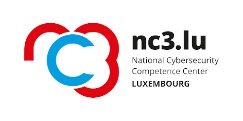 nc3.lu
National Cybersecurity
Competence Center
LUXEMBOURG